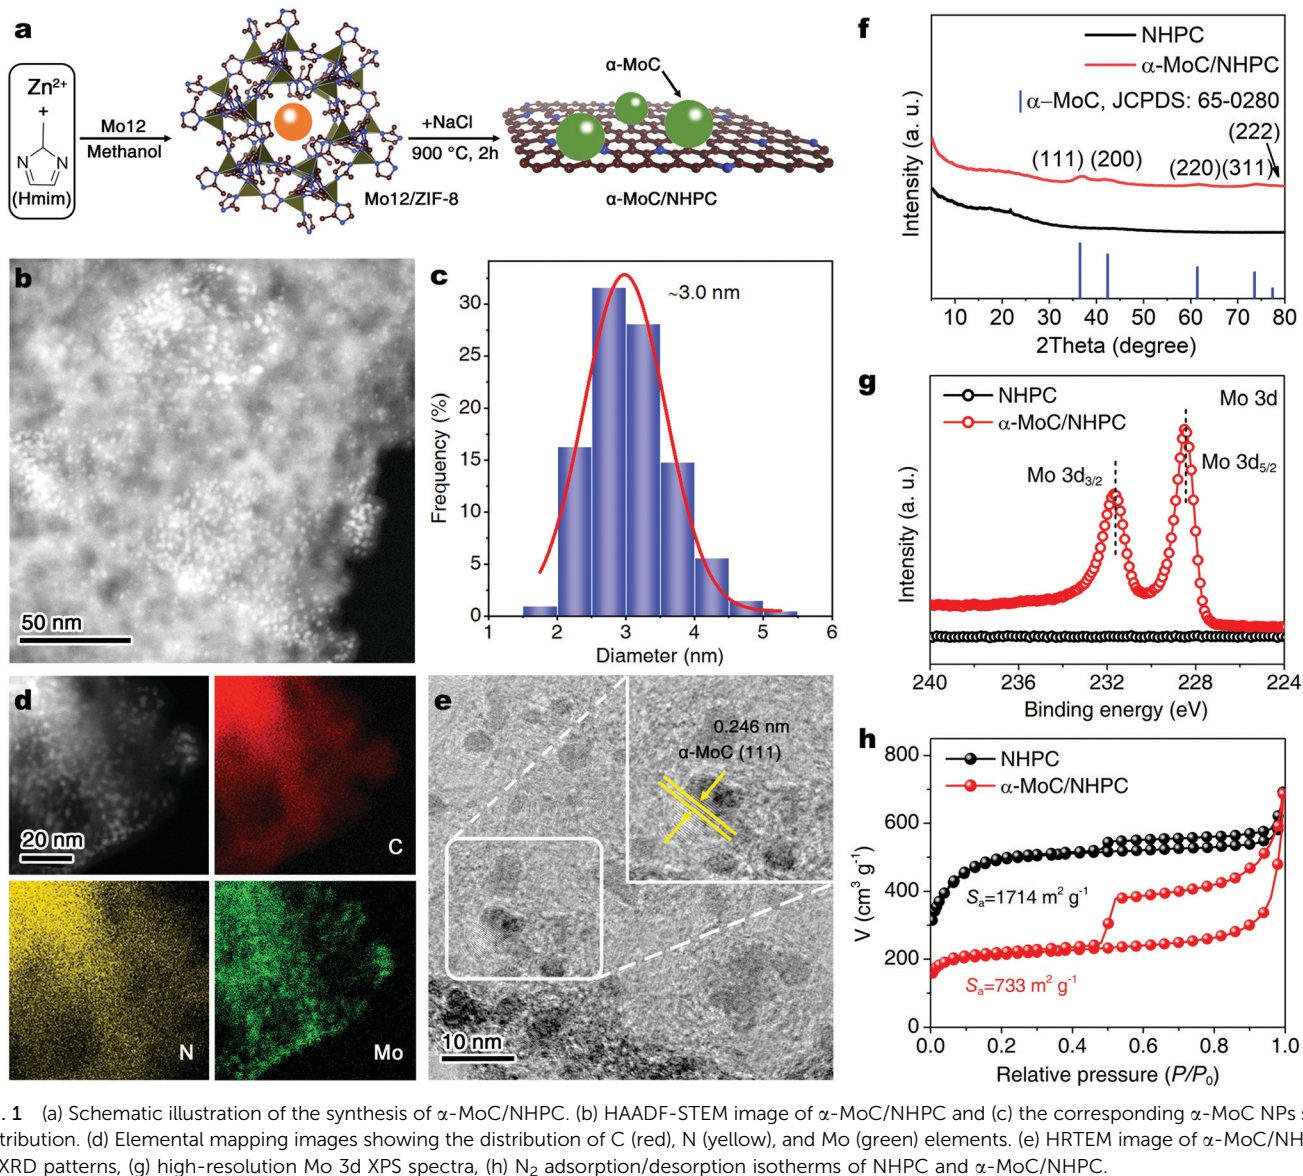 a
Zn2+
+
N
N
(Hmim)
Mo12
Methanol
Mo12/ZIF-8
+NaCl
900 °C, 2h
α-MoC
α-MoC/NHPC
b
50 nm
c
~3.0 nm
Frequency (%)
30
25
20
15
10
5
0
1
2
3
4
5
6
Diameter (nm)
d
20 nm
C
N
Mo
e
0.246 nm
α-MoC (111)
10 nm
f
NHPC
α-MoC/NHPC
α–MoC, JCPDS: 65-0280
(222)
(111) (200)
(220)(311)
Intensity (a. u.)
10 20 30 40 50 60 70 80
2Theta (degree)
g
NHPC
α-MoC/NHPC
Mo 3d
Mo 3d3/2
Mo 3d5/2
Intensity (a. u.)
240 236 232 228 224
Binding energy (eV)
h
NHPC
α-MoC/NHPC
800
600
400
200
0
V (cm3 g-1)
Sa=1714 m2 g-1
Sa=733 m2 g-1
0.0 0.2 0.4 0.6 0.8 1.0
Relative pressure (P/P0)
. 1 (a) Schematic illustration of the synthesis of α-MoC/NHPC. (b) HAADF-STEM image of α-MoC/NHPC and (c) the corresponding α-MoC NPs s
tribution. (d) Elemental mapping images showing the distribution of C (red), N (yellow), and Mo (green) elements. (e) HRTEM image of α-MoC/NH
XRD patterns, (g) high-resolution Mo 3d XPS spectra, (h) N2 adsorption/desorption isotherms of NHPC and α-MoC/NHPC.